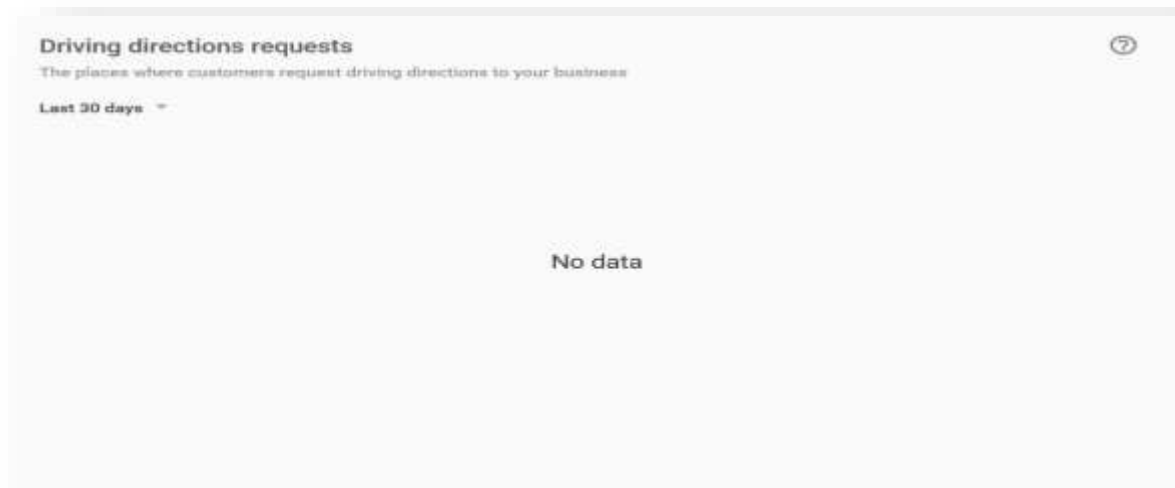 Driving directions requests
The places where customers request driving directions to your business
Last 30 days
No data